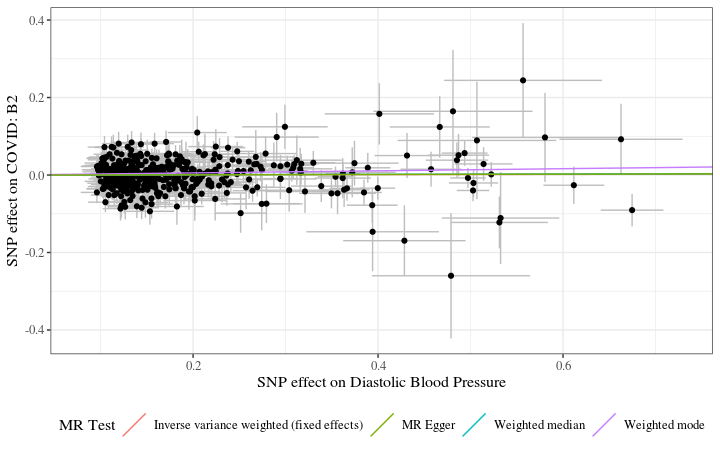 0.4
0.2
0.0
-0.2
-0.4
SNP effect on COVID: B2
0.2 0.4 0.6
SNP effect on Diastolic Blood Pressure
MR Test Inverse variance weighted (fixed effects) MR Egger Weighted median Weighted mode